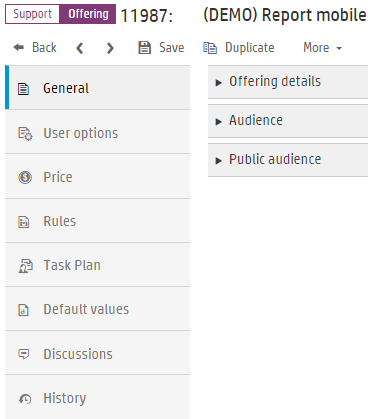 Support Offering 11987: (DEMO) Report mobile
Back Save Duplicate More
General
Offering details
User options
Audience
Price
Public audience
Rules
Task Plan
Default values
Discussions
History